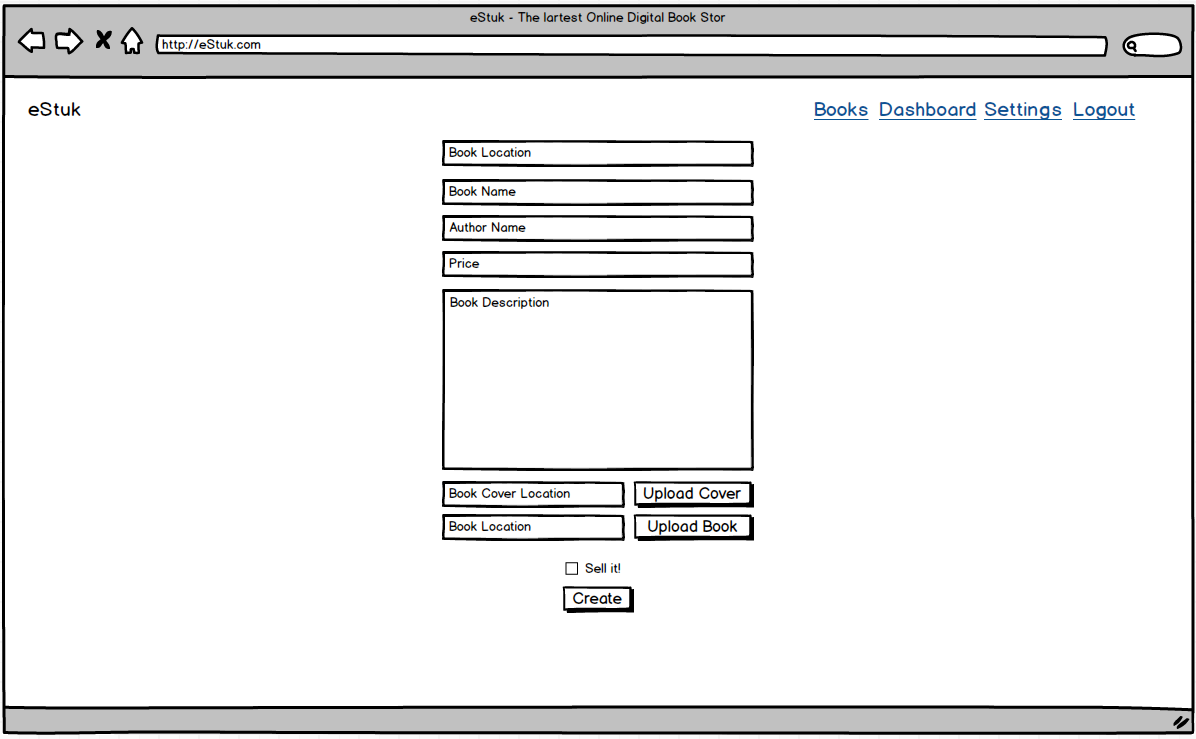 eStuk - The lartest Online Digital Book Stor
http://eStuk.com
eStuk
Books Dashboard Settings Logout
Book Location
Book Name
Author Name
Price
Book Description
Book Cover Location Upload Cover
Book Location Upload Book
Sell it!
Create